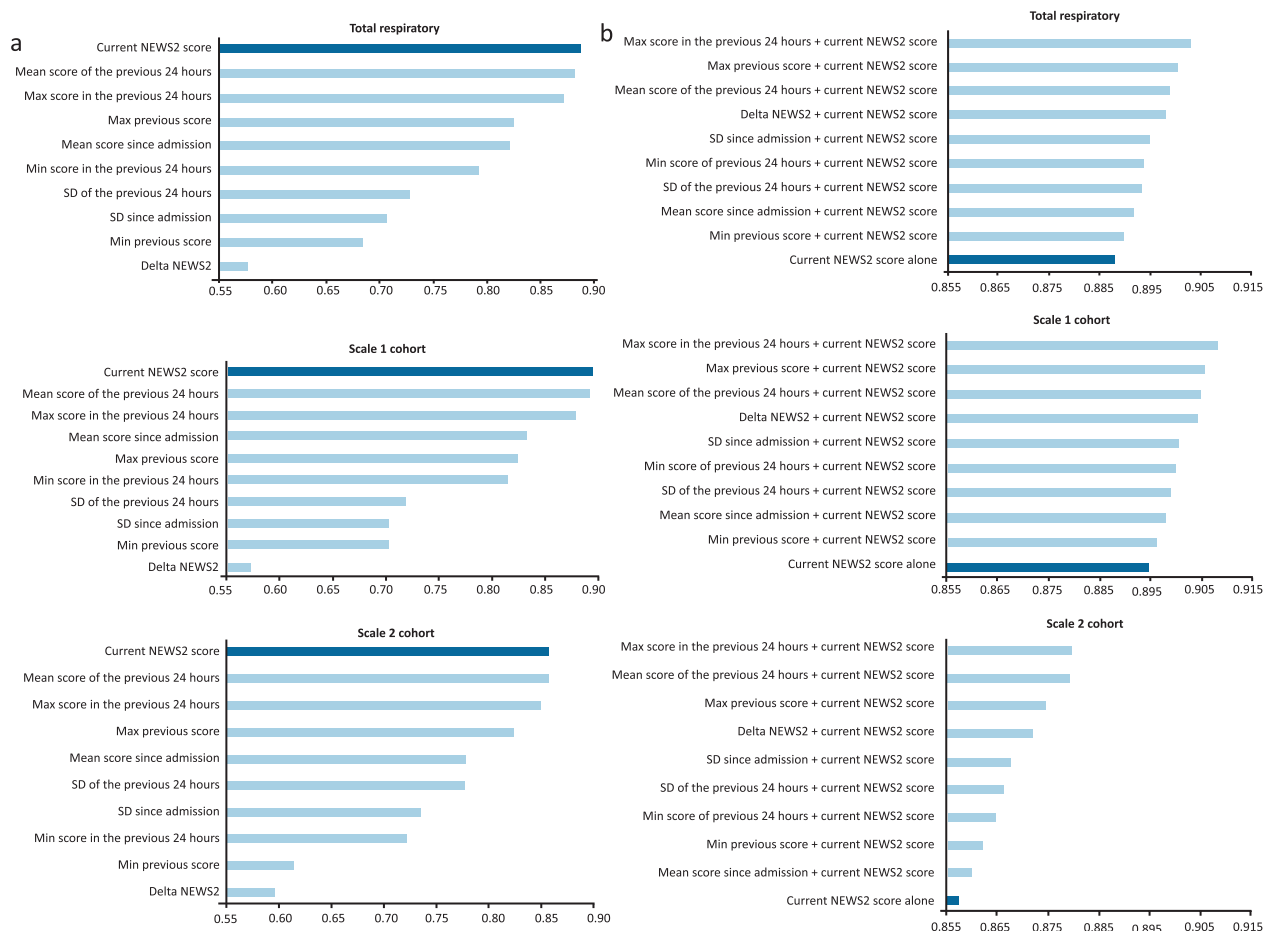 a
Total respiratory
Current NEWS2 score
Mean score of the previous 24 hours
Max score in the previous 24 hours
Max previous score
Mean score since admission
Min score in the previous 24 hours
SD of the previous 24 hours
SD since admission
Min previous score
Delta NEWS2
0.55 0.60 0.70 0.75 0.80 0.85 0.90
Scale 1 cohort
Current NEWS2 score
Mean score of the previous 24 hours
Max score in the previous 24 hours
Mean score since admission
Max previous score
Min score in the previous 24 hours
SD of the previous 24 hours
SD since admission
Min previous score
Delta NEWS2
0.55 0.60 0.70 0.75 0.80 0.85 0.90
Scale 2 cohort
Current NEWS2 score
Mean score of the previous 24 hours
Max score in the previous 24 hours
Max previous score
Mean score since admission
SD of the previous 24 hours
SD since admission
Min score in the previous 24 hours
Min previous score
Delta NEWS2
0.55 0.60 0.70 0.75 0.80 0.85 0.90
b
Total respiratory
Max score in the previous 24 hours + current NEWS2 score
Max previous score + current NEWS2 score
Mean score of the previous 24 hours + current NEWS2 score
Delta NEWS2 + current NEWS2 score
SD since admission + current NEWS2 score
Min score of previous 24 hours + current NEWS2 score
SD of the previous 24 hours + current NEWS2 score
Mean score since admission + current NEWS2 score
Min previous score + current NEWS2 score
Current NEWS2 score alone
0.855 0.865 0.875 0.885 0.895 0.905 0.915
Scale 1 cohort
Max score in the previous 24 hours + current NEWS2 score
Max previous score + current NEWS2 score
Mean score of the previous 24 hours + current NEWS2 score
Delta NEWS2 + current NEWS2 score
SD since admission + current NEWS2 score
Min score of previous 24 hours + current NEWS2 score
SD of the previous 24 hours + current NEWS2 score
Mean score since admission + current NEWS2 score
Min previous score + current NEWS2 score
Current NEWS2 score alone
0.855 0.865 0.875 0.885 0.895 0.905 0.915
Scale 2 cohort
Max score in the previous 24 hours + current NEWS2 score
Mean score of the previous 24 hours + current NEWS2 score
Max previous score + current NEWS2 score
Delta NEWS2 + current NEWS2 score
SD since admission + current NEWS2 score
SD of the previous 24 hours + current NEWS2 score
Min score of previous 24 hours + current NEWS2 score
Min previous score + current NEWS2 score
Mean score since admission + current NEWS2 score
Current NEWS2 score alone
0.855 0.865 0.875 0.885 0.895 0.905 0.915